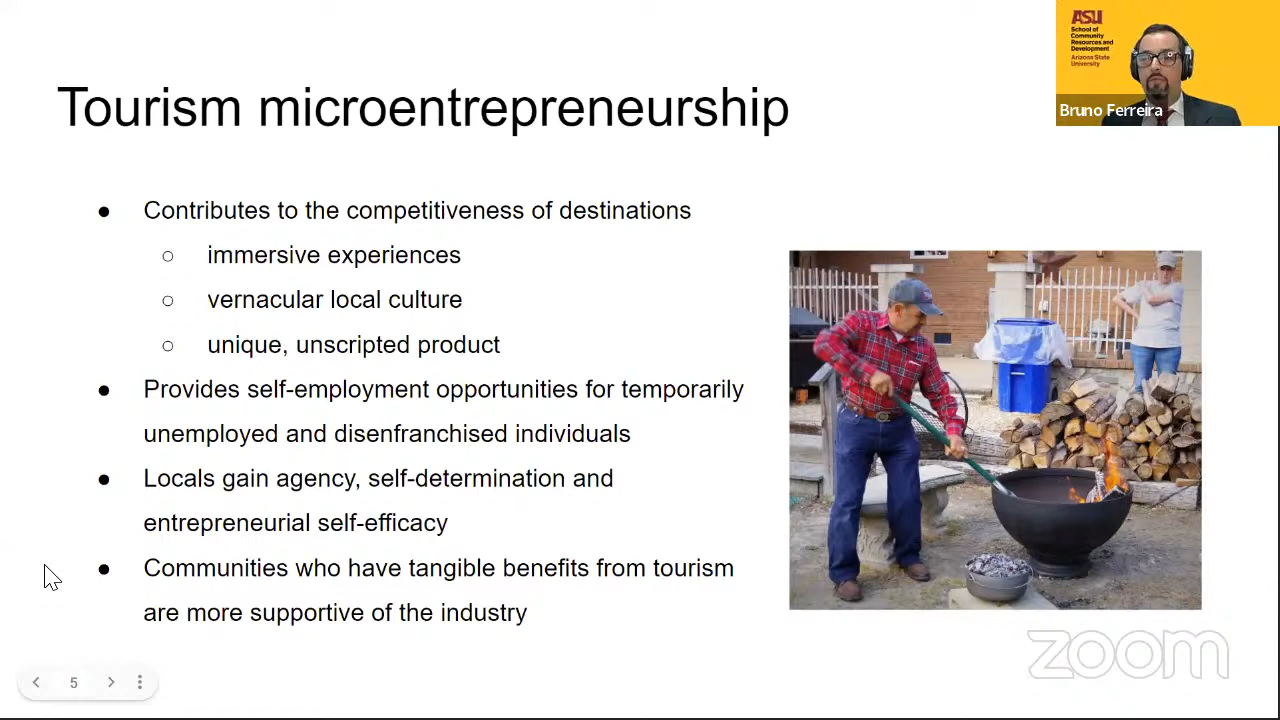 ASU
School of
Community
Resources and
Development
Arizona State
University
Bruno Ferreira
Tourism microentrepreneurship
● Contributes to the competitiveness of destinations
○ immersive experiences
○ vernacular local culture
○ unique, unscripted product
● Provides self-employment opportunities for temporarily
unemployed and disenfranchised individuals
● Locals gain agency, self-determination and
entrepreneurial self-efficacy
● Communities who have tangible benefits from tourism
are more supportive of the industry
zoom
5